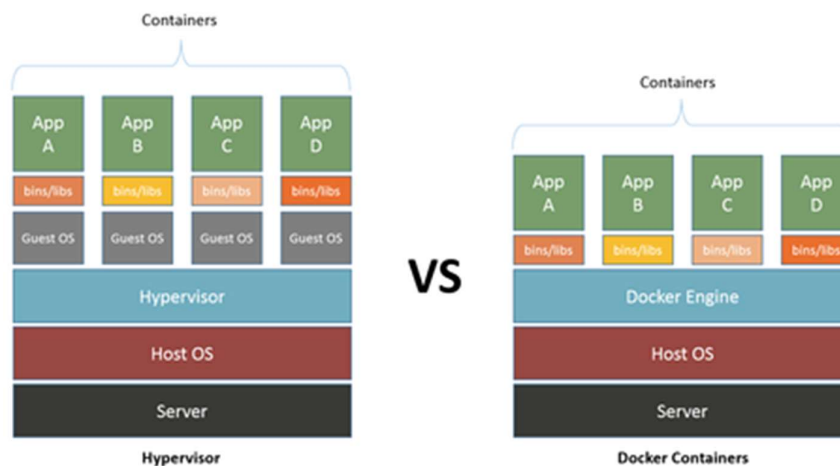 Containers
App
A
App
B
App
C
App
D
bins/libs
bins/libs
bins/libs
bins/libs
Guest OS
Guest OS
Guest OS
Guest OS
Hypervisor
Host OS
Server
Hypervisor
VS
Containers
App
A
App
B
App
C
App
D
bins/libs
bins/libs
bins/libs
bins/libs
Docker Engine
Host OS
Server
Docker Containers